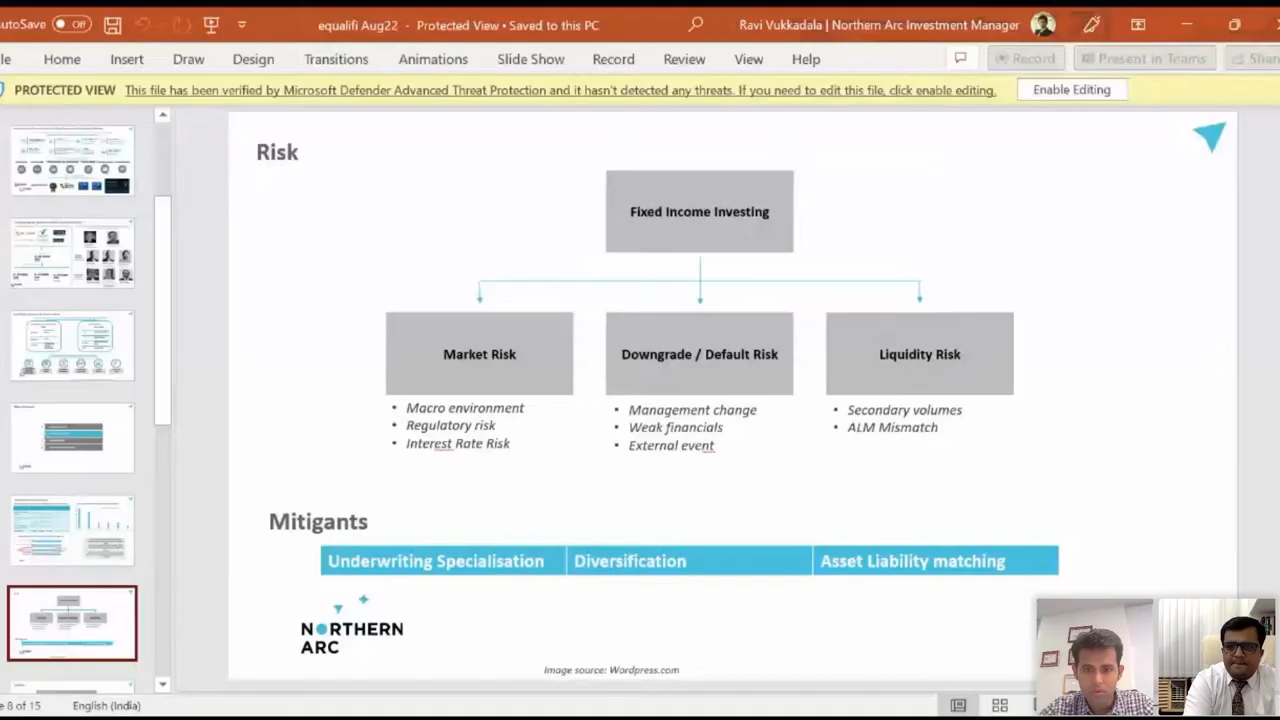 AutoSave Off equalifi Aug22 - Protected View • Saved to this PC Ravi Vukkadala | Northern Arc Investment Manager
Home Insert Draw Design Transitions Animations Slide Show Record Review View Help Record Present in Teams
PROTECTED VIEW This file has been verified by Microsoft Defender Advanced Threat Protection and it hasn't detected any threats. If you need to edit this file, click enable editing. Enable Editing
Risk
Fixed Income Investing
Market Risk
• Macro environment
• Regulatory risk
• Interest Rate Risk
Downgrade / Default Risk
• Management change
• Weak financials
• External event
Liquidity Risk
• Secondary volumes
• ALM Mismatch
Mitigants
Underwriting Specialisation Diversification Asset Liability matching
NORTHERN
ARC
Image source: Wordpress.com
8 of 15 English (India)